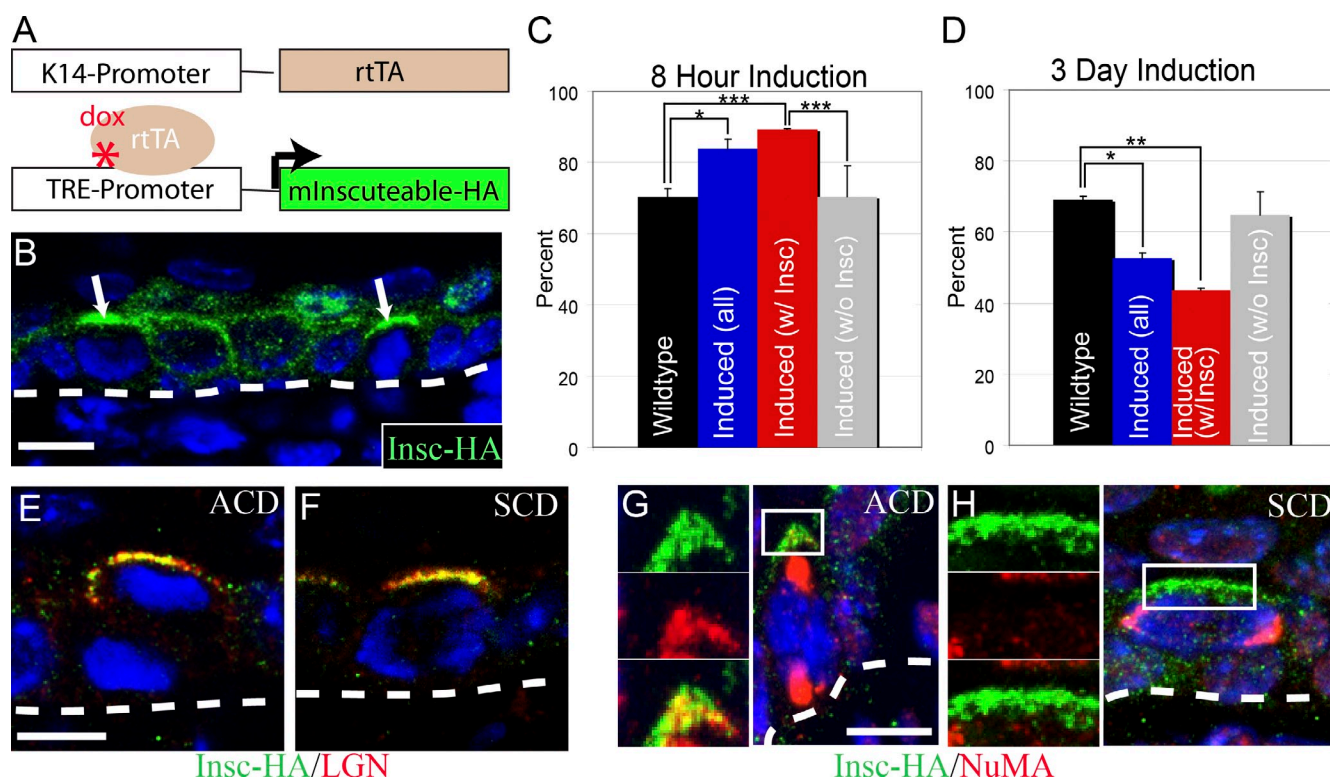 A
K14-Promoter
rtTA
dox
rtTA
*
TRE-Promoter
mInscuteable-HA
B
Insc-HA
C
8 Hour Induction
Percent
100
80
60
40
20
0
*
***
***
Wildtype
Induced (all)
Induced (w/ Insc)
Induced (w/o Insc)
D
3 Day Induction
Percent
100
80
60
40
20
0
*
**
Wildtype
Induced (all)
Induced
(w/Insc)
Induced (w/o Insc)
E
ACD
F
SCD
Insc-HA/LGN
G
ACD
H
SCD
Insc-HA/NuMA